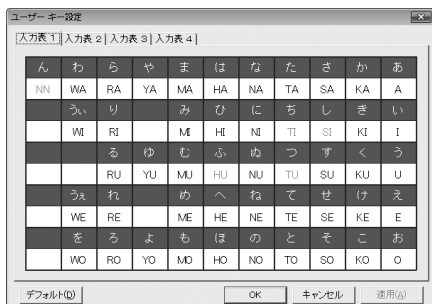 ユーザー キー設定
入力表 1 入力表 2 入力表 3 入力表 4
ん わ ら や ま は な た さ か あ
NN WA RA YA MA HA NA TA SA KA A
うぃ り み ひ に ち し き い
WI RI MI HI NI TI SI KI I
る ゆ む ふ ぬ つ す く う
RU YU MU HU NU TU SU KU U
うぇ れ め へ ね て せ け え
WE RE ME HE NE TE SE KE E
を ろ よ も ほ の と そ こ お
WO RO YO MO HO NO TO SO KO O
デフォルト(D) OK キャンセル 適用(A)